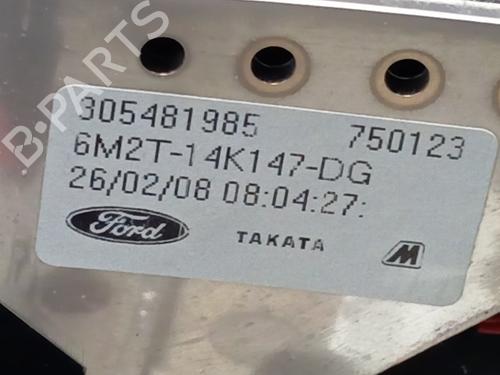 B-PARTS
305481985 750123
6M2T-14K147-DG
26/02/08 08:04:27:
Ford TAKATA M